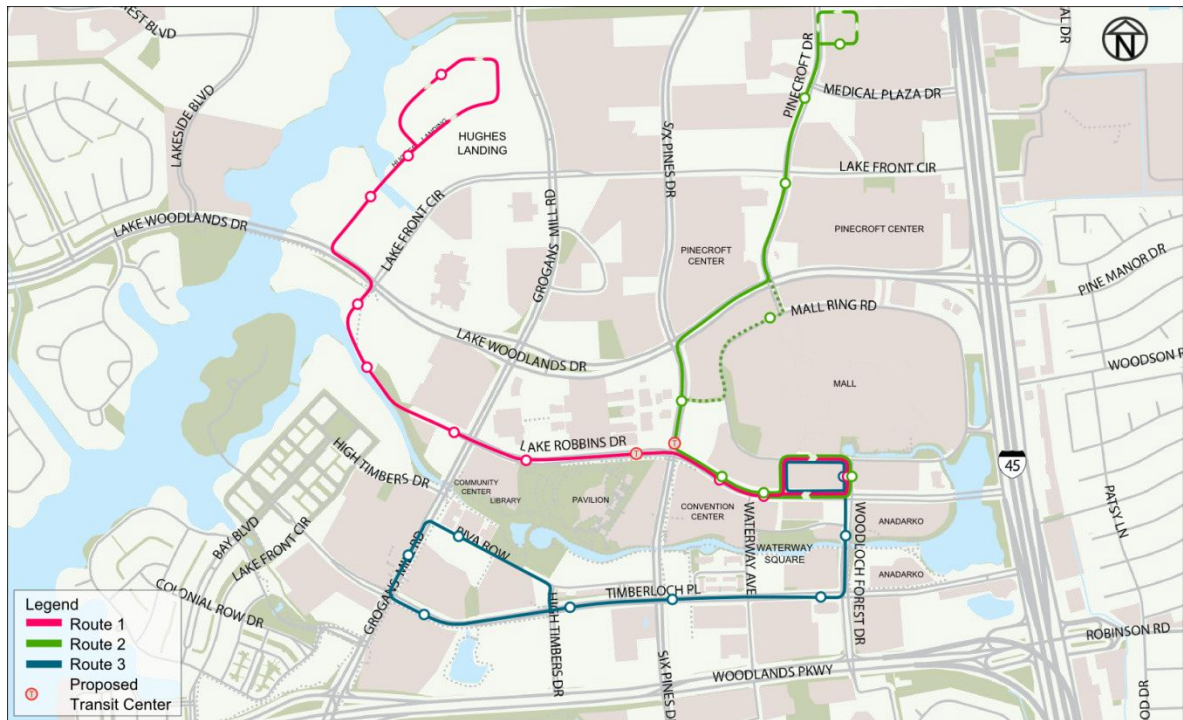 EST BLVD
LAKESIDE BLVD
N
AL DR
PINECROFT DR
MEDICAL PLAZA DR
SIX PINES DR
HUGHES
LANDING
LAKE FRONT CIR
LAKE FRONT CIR
GROGANS MILL RD
LAKE WOODLANDS DR
PINECROFT
CENTER
PINECROFT CENTER
PINE MANOR DR
MALL RING RD
LAKE WOODLANDS DR
WOODSON R
MALL
LAKE ROBBINS DR
T
T
45
HIGH TIMBERS DR
COMMUNITY
CENTER
LIBRARY
PAVILION
CONVENTION
CENTER
WATERWAY AVE
WOODLOCH FOREST DR
ANADARKO
PATSY LN
BAY BLVD
LAKE FRONT CIR
GROGANS MILL RD
RIVA ROW
WATERWAY
SQUARE
ANADARKO
COLONIAL ROW DR
HIGH TIMBERS DR
TIMBERLOCH PL
SIX PINES D
WOODLANDS PKWY
ROBINSON RD
OOD DR
Legend
Route 1
Route 2
Route 3
T
Proposed
Transit Center